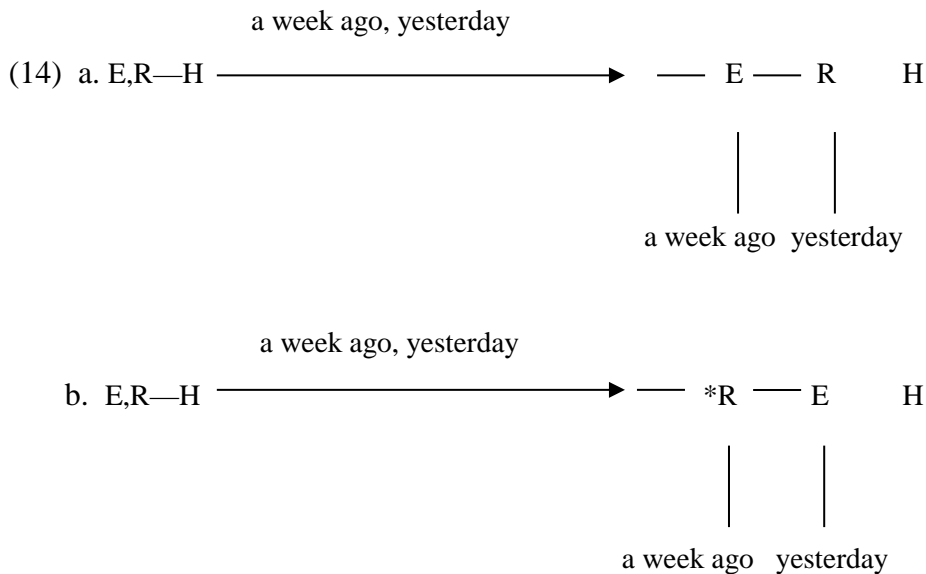 a week ago, yesterday
(14) a. E,R—H — E — R H
a week ago yesterday
a week ago, yesterday
b. E,R—H — *R — E H
a week ago yesterday